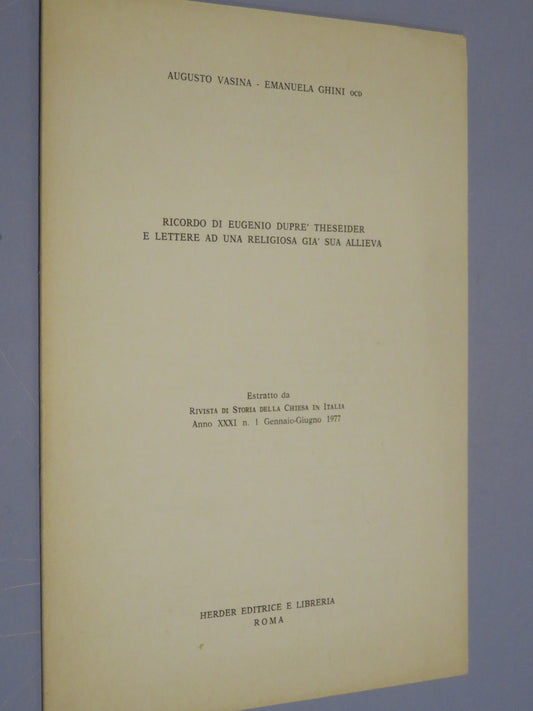 AUGUSTO VASINA - EMANUELA GHINI OCD
RICORDO DI EUGENIO DUPRE' THESEIDER
E LETTERE AD UNA RELIGIOSA GIA' SUA ALLIEVA
Estratto da
RIVISTA DI STORIA DELLA CHIESA IN ITALIA
Anno XXXI n. 1 Gennaio-Giugno 1977
HERDER EDITRICE E LIBRERIA
ROMA